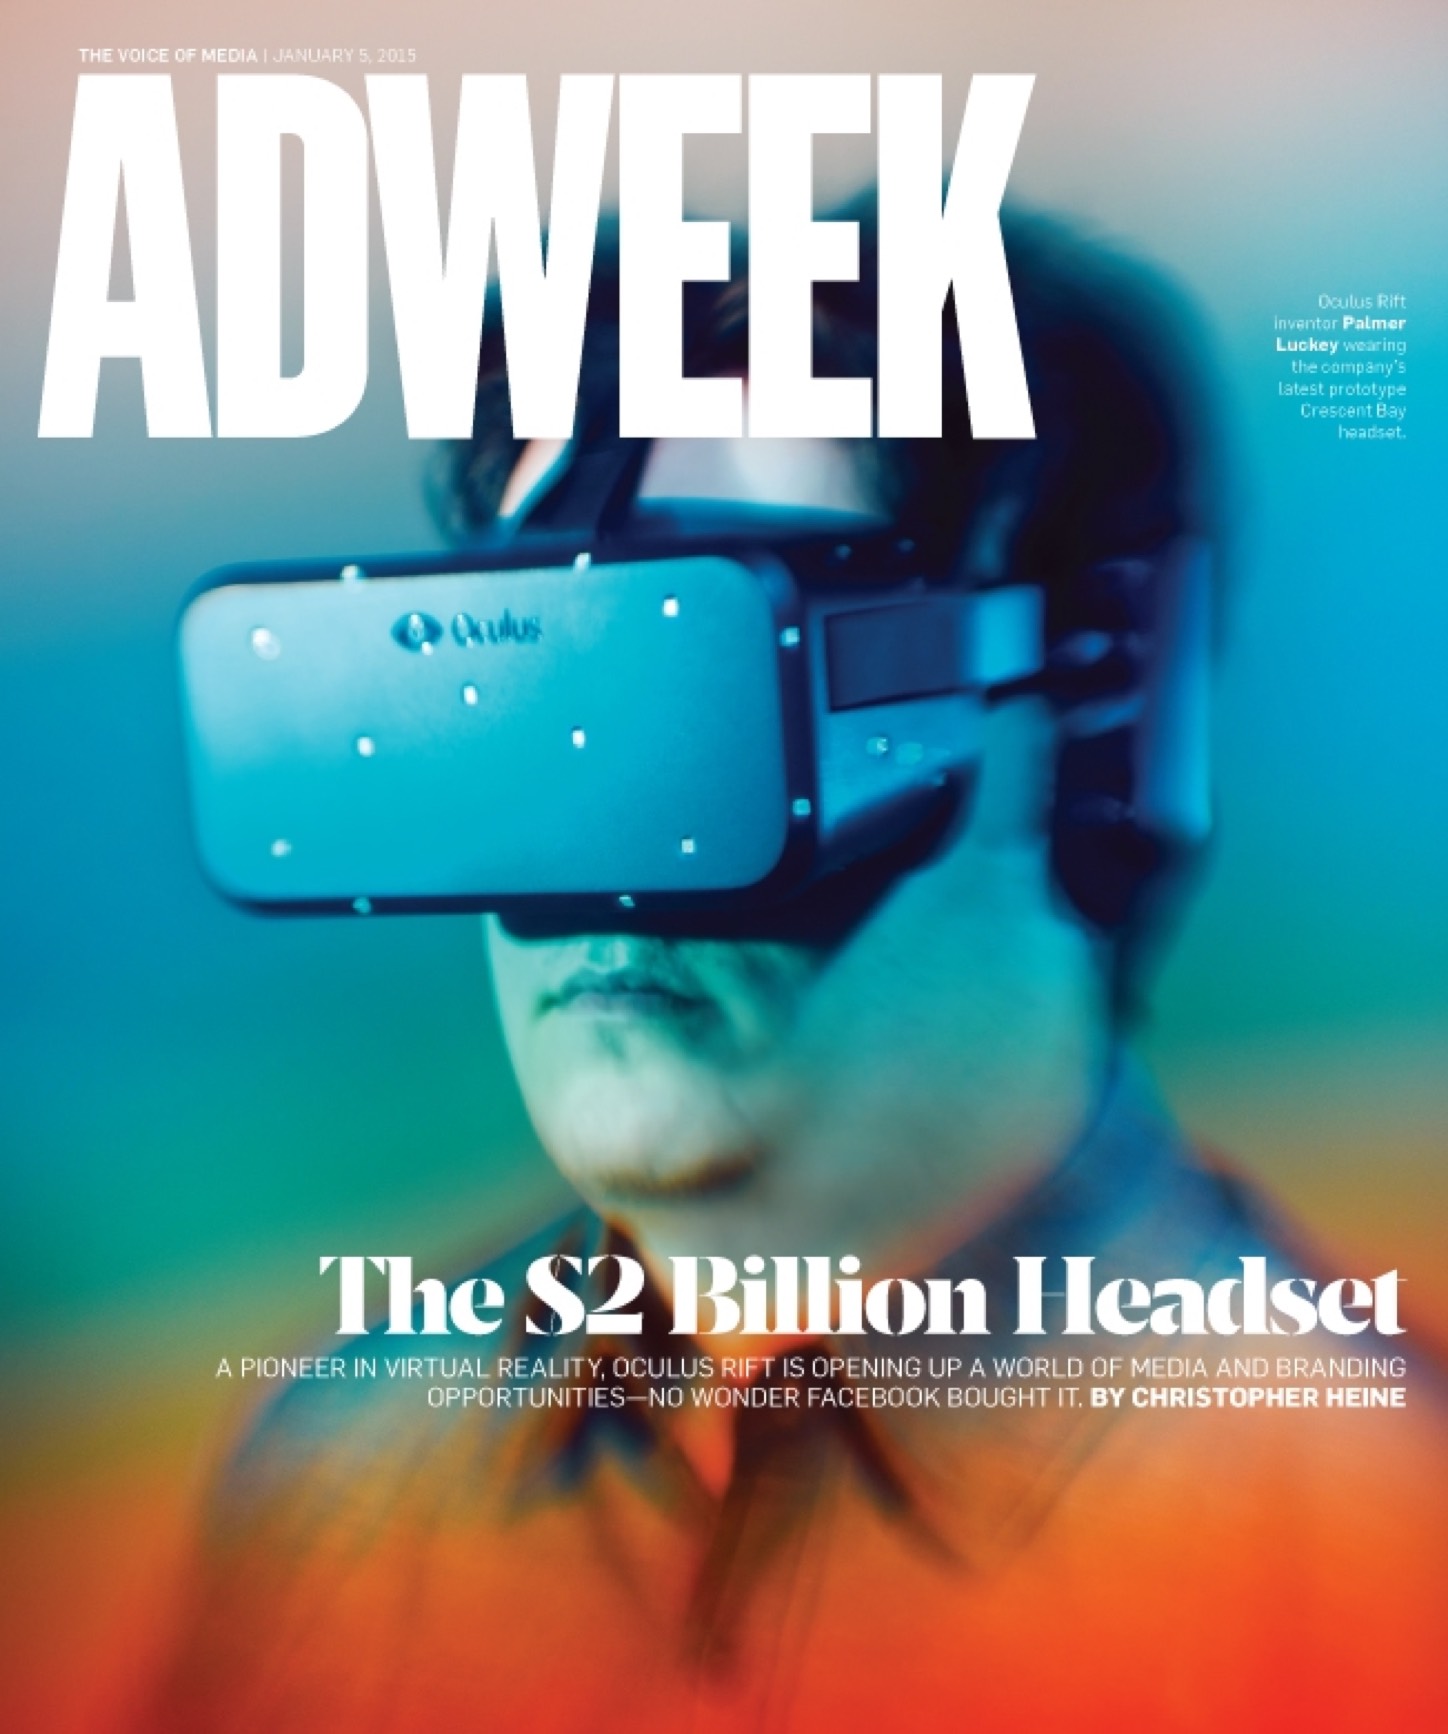 THE VOICE OF MEDIA | JANUARY 5, 2015
ADWEEK
Oculus Rift
inventor Palmer
Luckey wearing
the company's
latest prototype
Crescent Bay
headset.
Oculus
The $2 Billion Headset
A PIONEER IN VIRTUAL REALITY, OCULUS RIFT IS OPENING UP A WORLD OF MEDIA AND BRANDING
OPPORTUNITIES—NO WONDER FACEBOOK BOUGHT IT. BY CHRISTOPHER HEINE